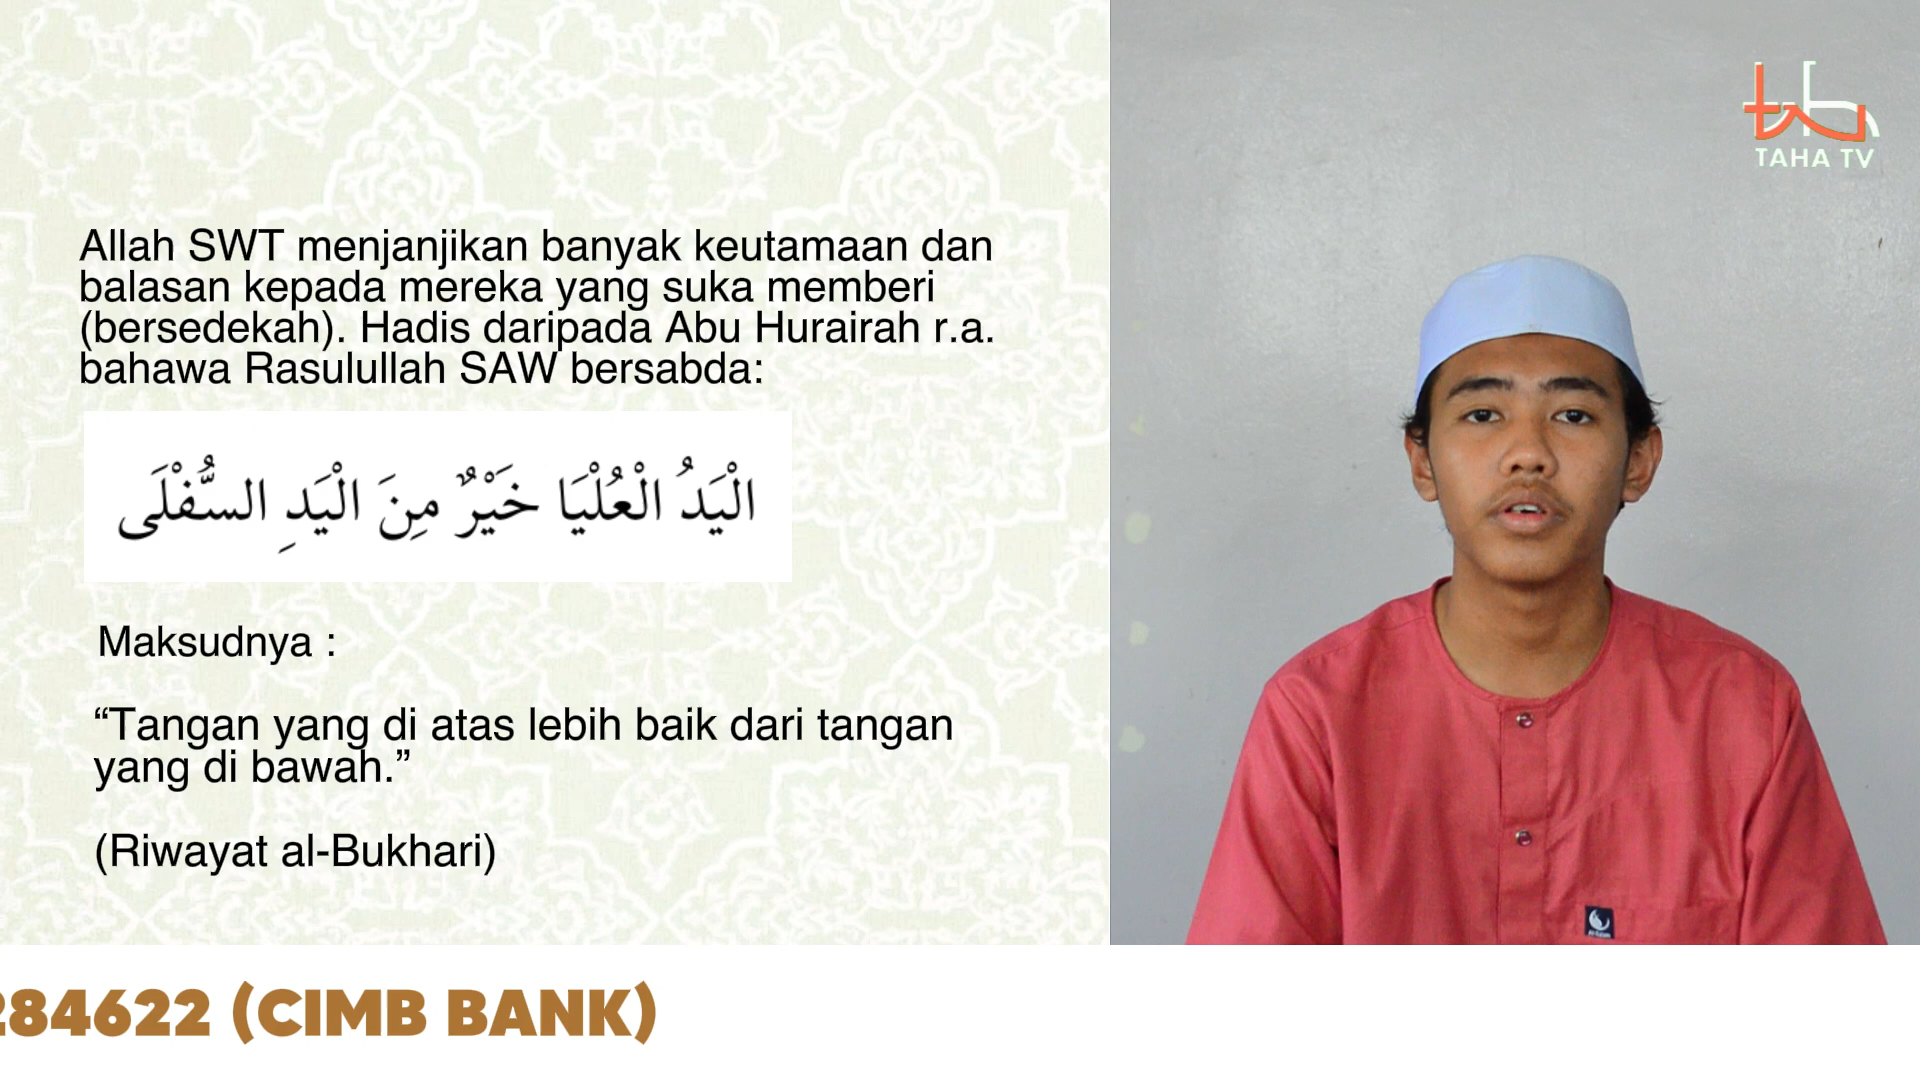 TAHA TV
Allah SWT menjanjikan banyak keutamaan dan
balasan kepada mereka yang suka memberi
(bersedekah). Hadis daripada Abu Hurairah r.a.
bahawa Rasulullah SAW bersabda:
الْيَدُ الْعُلْيَا خَيْرٌ مِنَ الْيَدِ السُّفْلَى
Maksudnya :
“Tangan yang di atas lebih baik dari tangan
yang di bawah.”
(Riwayat al-Bukhari)
284622 (CIMB BANK)